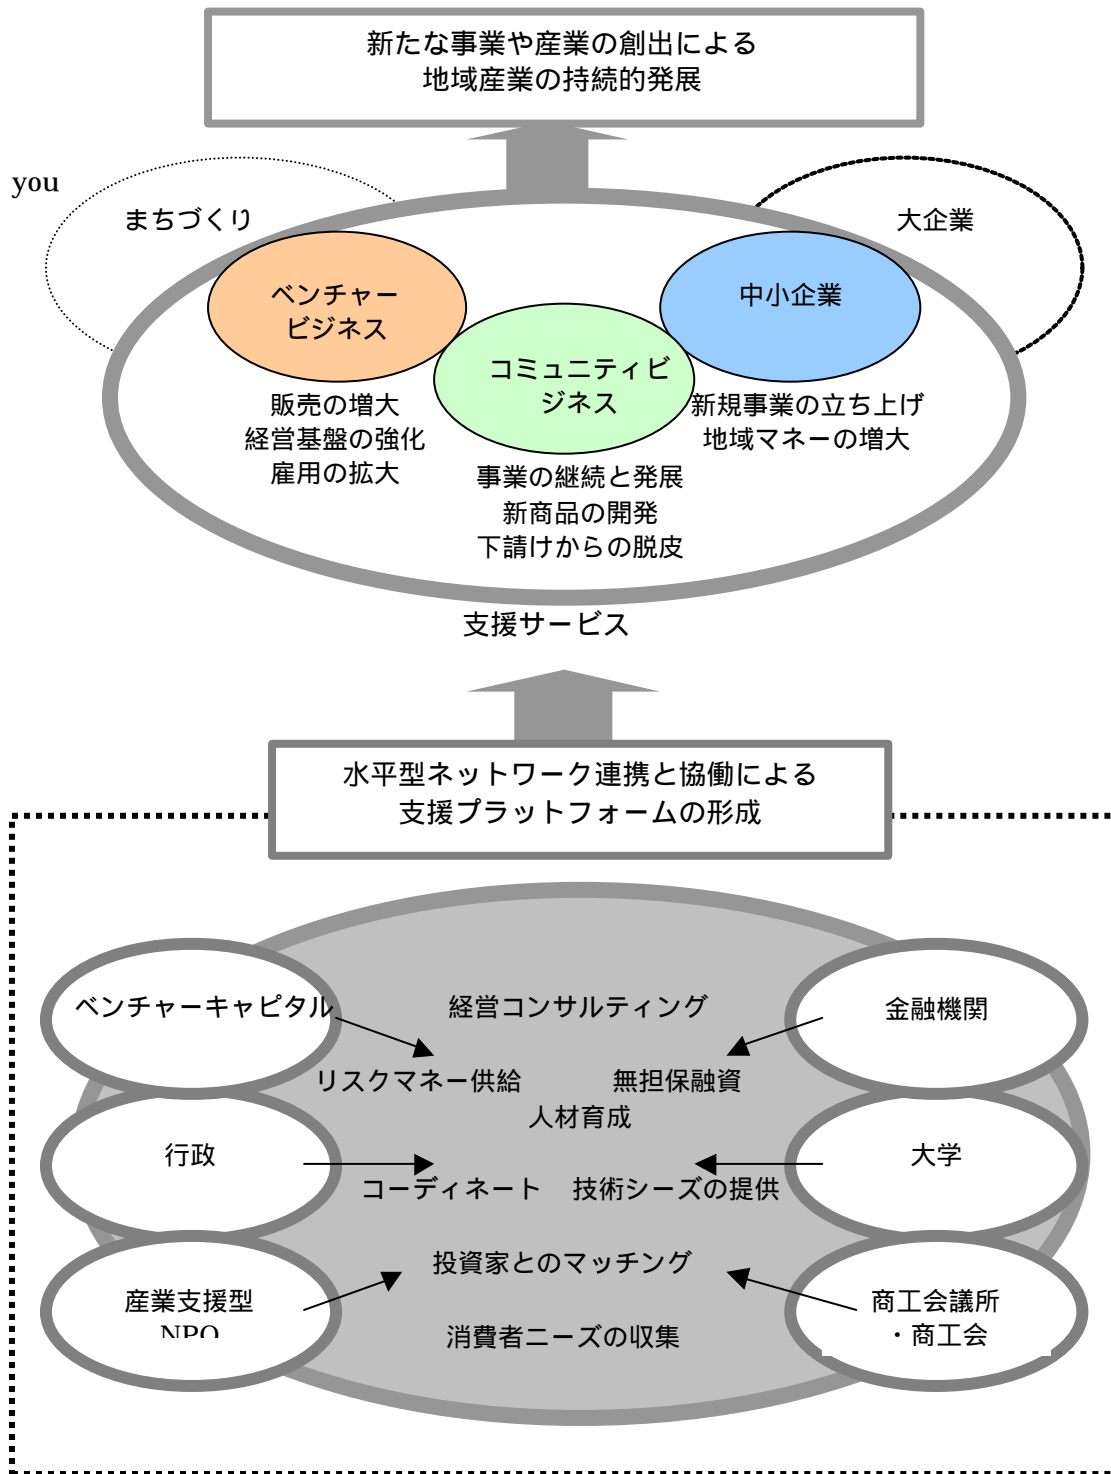 新たな事業や産業の創出による
地域産業の持続的発展
you
まちづくり
大企業
ベンチャー
ビジネス
中小企業
コミュニティビ
ジネス
販売の増大
経営基盤の強化
雇用の拡大
新規事業の立ち上げ
地域マネーの増大
事業の継続と発展
新商品の開発
下請けからの脱皮
支援サービス
水平型ネットワーク連携と協働による
支援プラットフォームの形成
ベンチャーキャピタル
経営コンサルティング
金融機関
リスクマネー供給
無担保融資
人材育成
行政
大学
コーディネート
技術シーズの提供
投資家とのマッチング
産業支援型
NPO
商工会議所
・商工会
消費者ニーズの収集